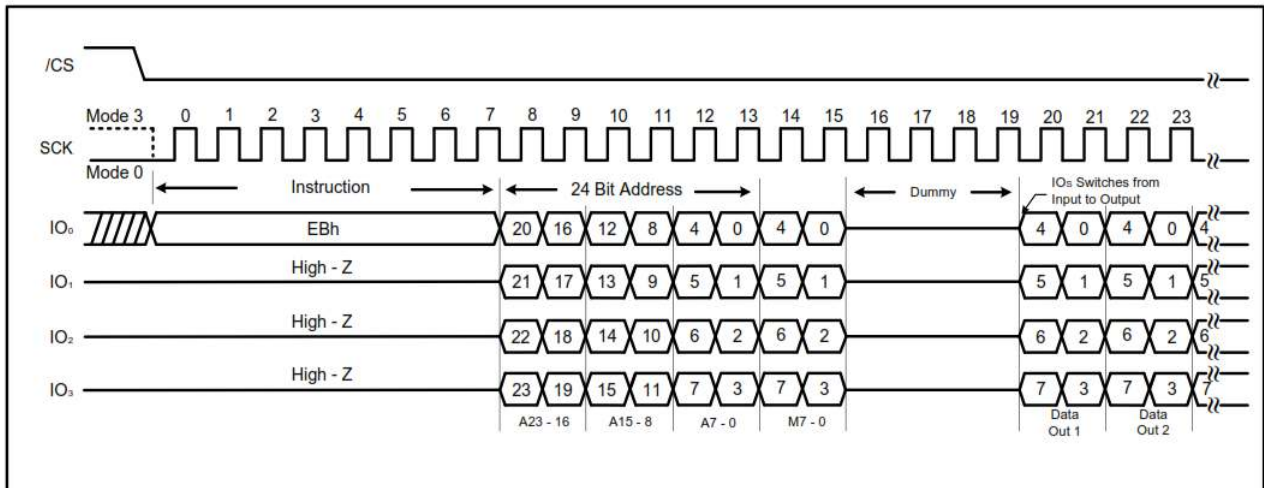 /CS
Mode 3 0 1 2 3 4 5 6 7 8 9 10 11 12 13 14 15 16 17 18 19 20 21 22 23
SCK
Mode 0
Instruction 24 Bit Address Dummy IOs Switches from
Input to Output
IO₀ EBh 20 16 12 8 4 0 4 0 4 0 4 0 4
High - Z
IO₁ 21 17 13 9 5 1 5 1 5 1 5 1 5
High - Z
IO₂ 22 18 14 10 6 2 6 2 6 2 6 2 6
High - Z
IO₃ 23 19 15 11 7 3 7 3 7 3 7 3 7
A23 - 16 A15 - 8 A7 - 0 M7 - 0 Data Data
Out 1 Out 2